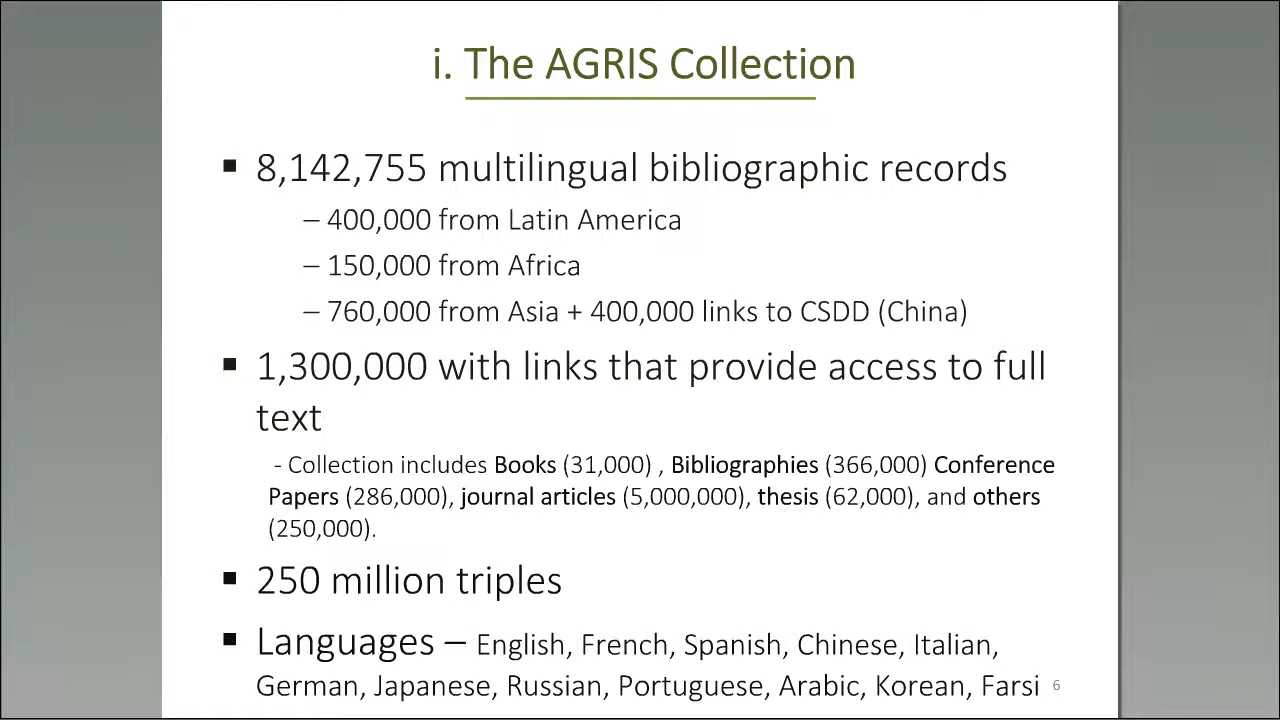 i. The AGRIS Collection
▪ 8,142,755 multilingual bibliographic records
– 400,000 from Latin America
– 150,000 from Africa
– 760,000 from Asia + 400,000 links to CSDD (China)
▪ 1,300,000 with links that provide access to full
text
- Collection includes Books (31,000) , Bibliographies (366,000) Conference
Papers (286,000), journal articles (5,000,000), thesis (62,000), and others
(250,000).
▪ 250 million triples
▪ Languages – English, French, Spanish, Chinese, Italian,
German, Japanese, Russian, Portuguese, Arabic, Korean, Farsi
6